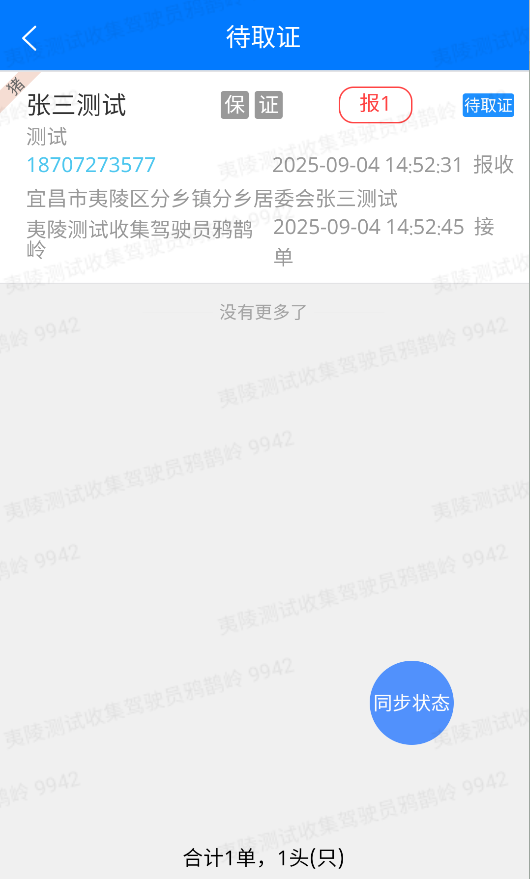 待取证
猪
张三测试 保 证 报1 待取证
测试
18707273577 2025-09-04 14:52:31 报收
宜昌市夷陵区分乡镇分乡居委会张三测试
夷陵测试收集驾驶员鸦鹊 2025-09-04 14:52:45 接
岭 单
没有更多了
夷陵测试收集驾驶员鸦鹊岭 9942
同步状态
合计1单，1头(只)